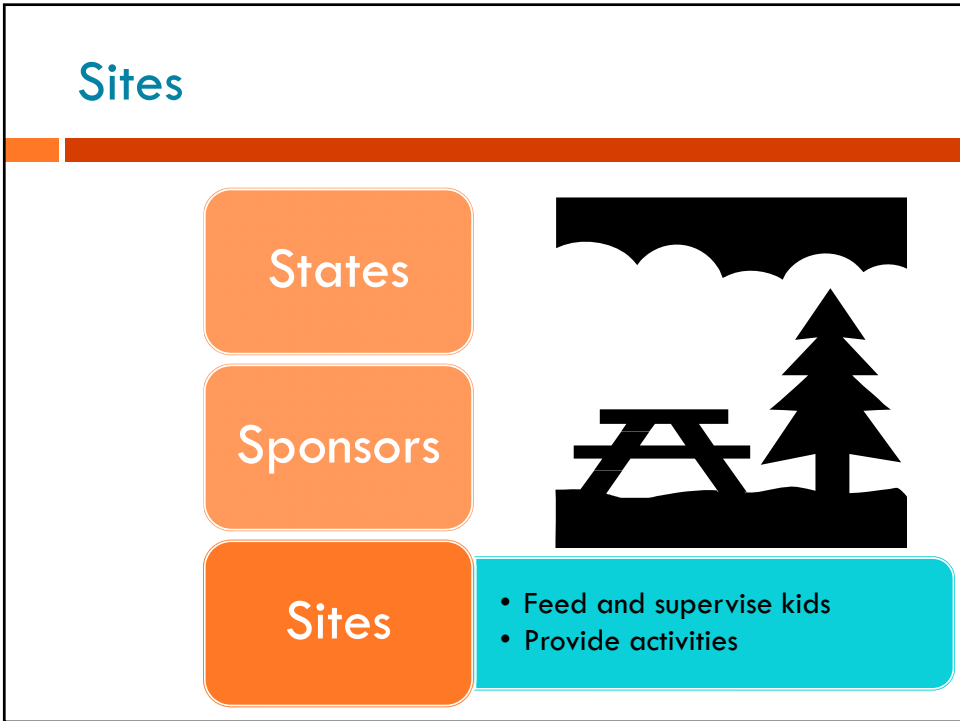 Sites
States
Sponsors
Sites
• Feed and supervise kids
• Provide activities